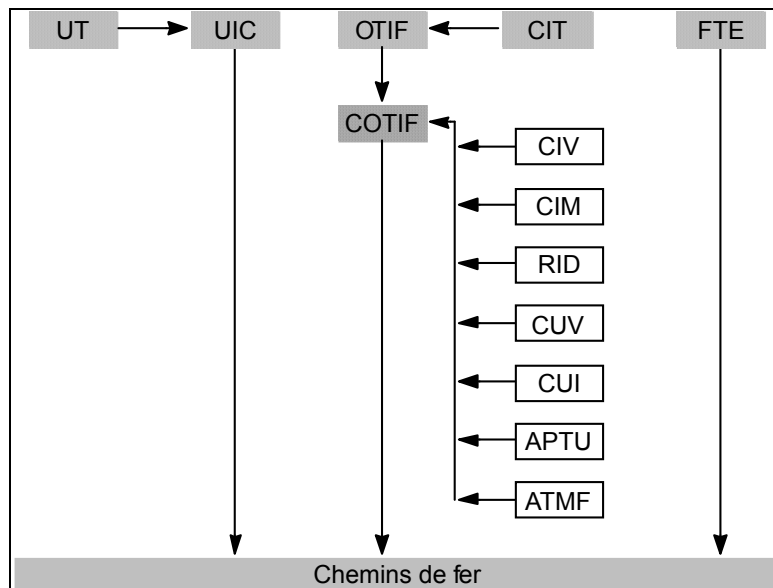 UT UIC OTIF CIT FTE
COTIF
CIV
CIM
RID
CUV
CUI
APTU
ATMF
Chemins de fer